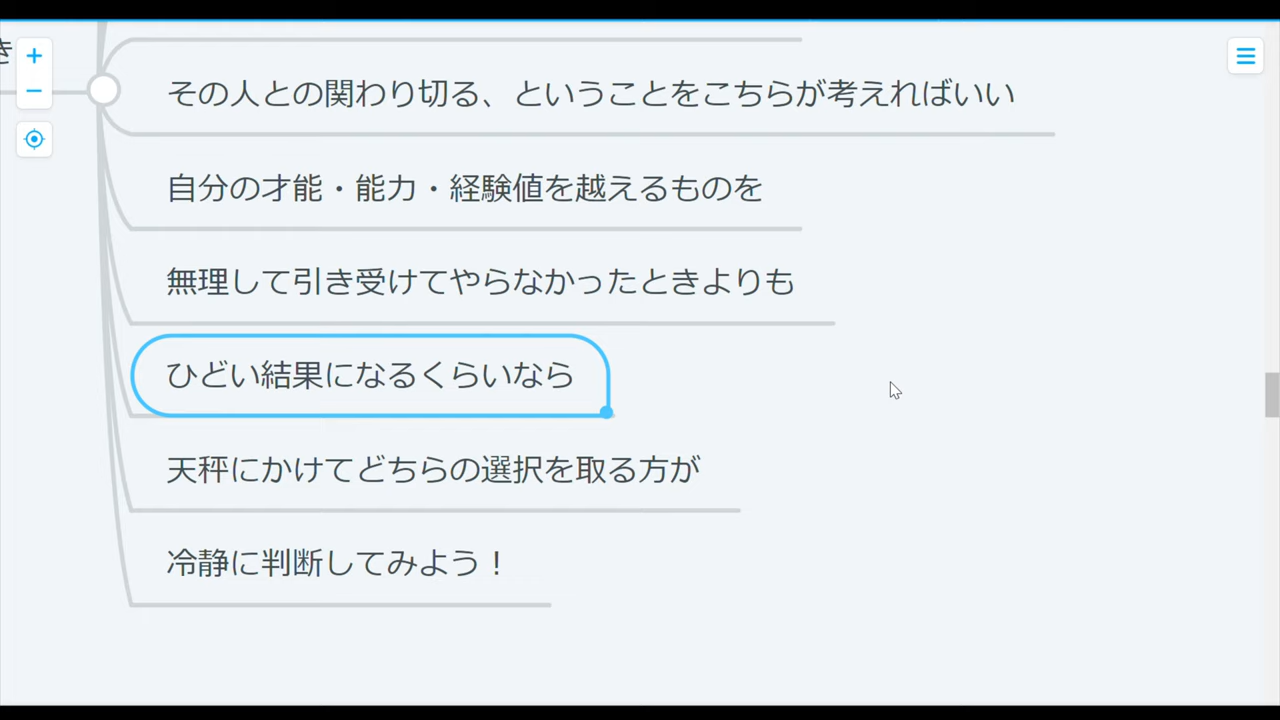 き
その人との関わり切る、ということをこちらが考えればいい
自分の才能・能力・経験値を越えるものを
無理して引き受けてやらなかったときよりも
ひどい結果になるくらいなら
天秤にかけてどちらの選択を取る方が
冷静に判断してみよう！